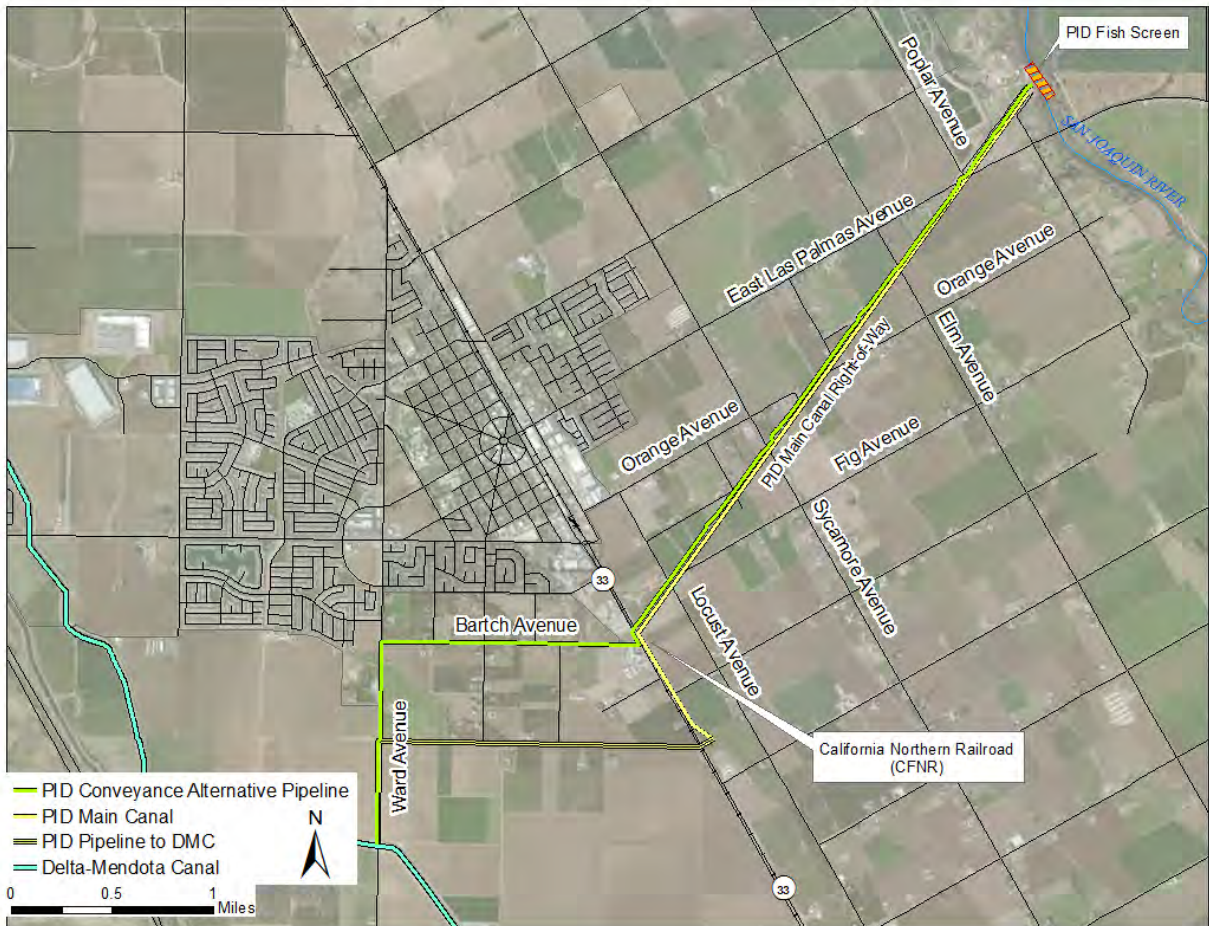 PID Fish Screen
Poplar Avenue
SAN JOAQUIN RIVER
East Las Palmas Avenue
Orange Avenue
Elm Avenue
PID Main Canal Right-of-Way
Orange Avenue
Fig Avenue
Sycamore Avenue
33
Locust Avenue
Bartch Avenue
Ward Avenue
California Northern Railroad
(CFNR)
PID Conveyance Alternative Pipeline
PID Main Canal
PID Pipeline to DMC
Delta-Mendota Canal
N
0 0.5 1
Miles
33